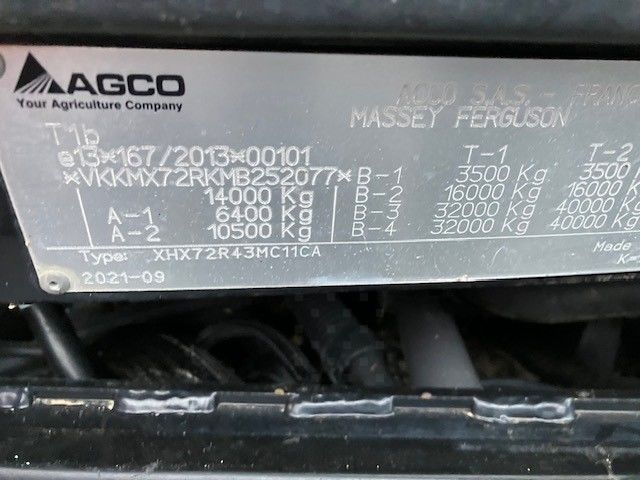 AGCO
Your Agriculture Company
AGCO S.A.S. - FRANC
MASSEY FERGUSON
T1b
e13*167/2013*00101
*VKKMX72RKMB252077*
14000 Kg
A-1 6400 Kg
A-2 10500 Kg
T-1 T-2
B-1 3500 Kg 3500 K
B-2 16000 Kg 16000 K
B-3 32000 Kg 40000 K
B-4 32000 Kg 40000 K
Type: XHX72R43MC11CA
2021-09
Made
K=